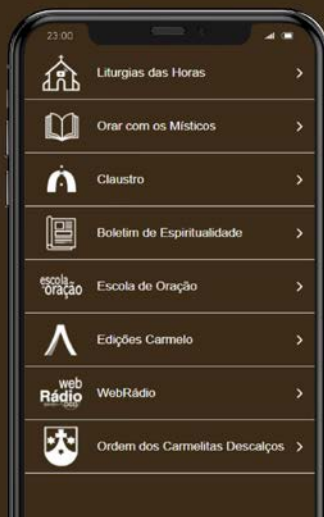 23:00
Liturgias das Horas
Orar com os Místicos
Claustro
Boletim de Espiritualidade
escola
oração
Escola de Oração
Edições Carmelo
web
Rádio
WebRádio
Ordem dos Carmelitas Descalços